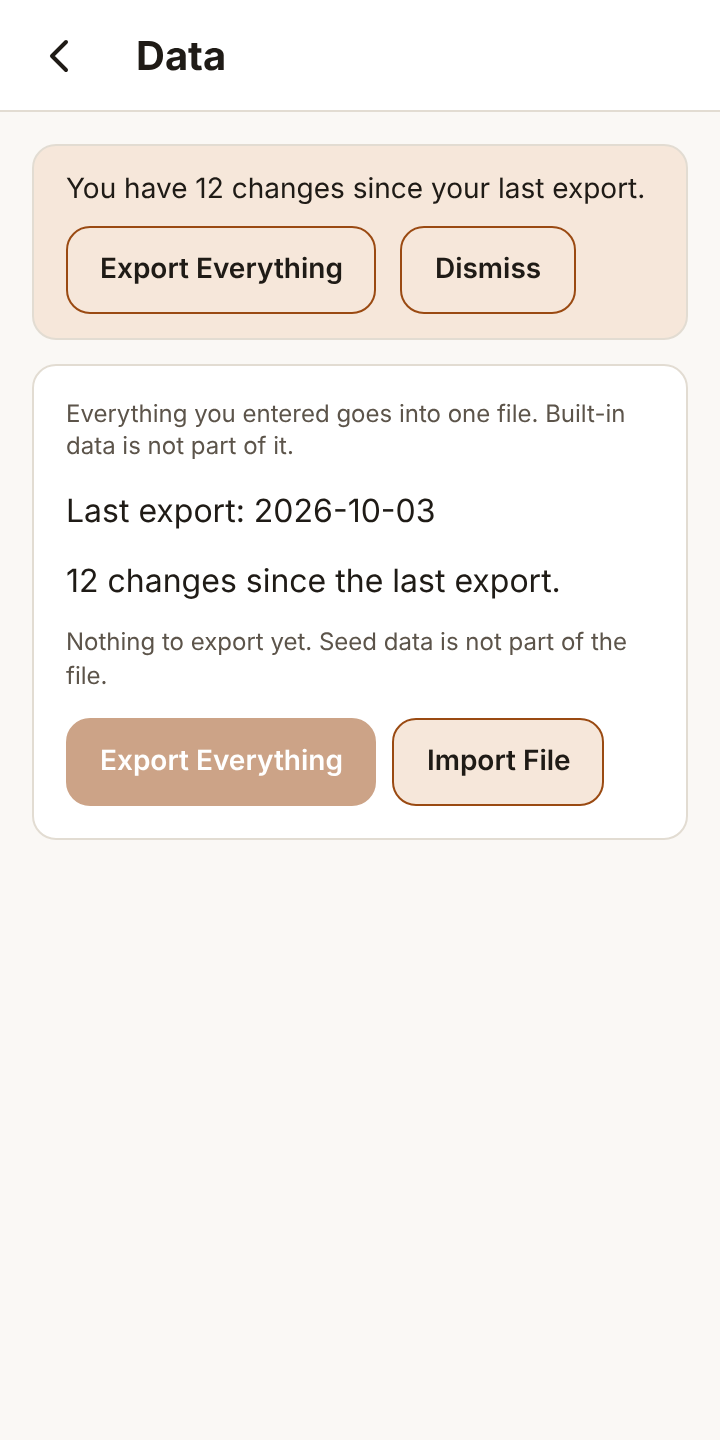 Data
You have 12 changes since your last export.
Export Everything
Dismiss
Everything you entered goes into one file. Built-in
data is not part of it.
Last export: 2026-10-03
12 changes since the last export.
Nothing to export yet. Seed data is not part of the
file.
Export Everything
Import File